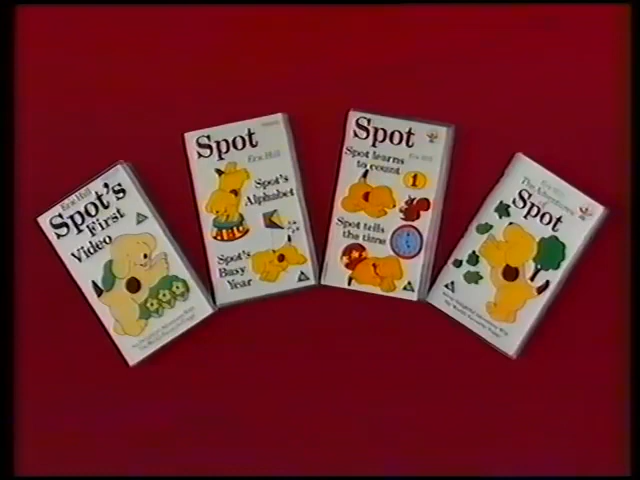 Eric Hill
Spot's
First
Video
Spot
Eric Hill
Spot's
Alphabet
Spot's
Busy
Year
Spot
Eric Hill
Spot learns
to count
1
Spot tells
the time
Eric Hill
The Adventures
of
Spot